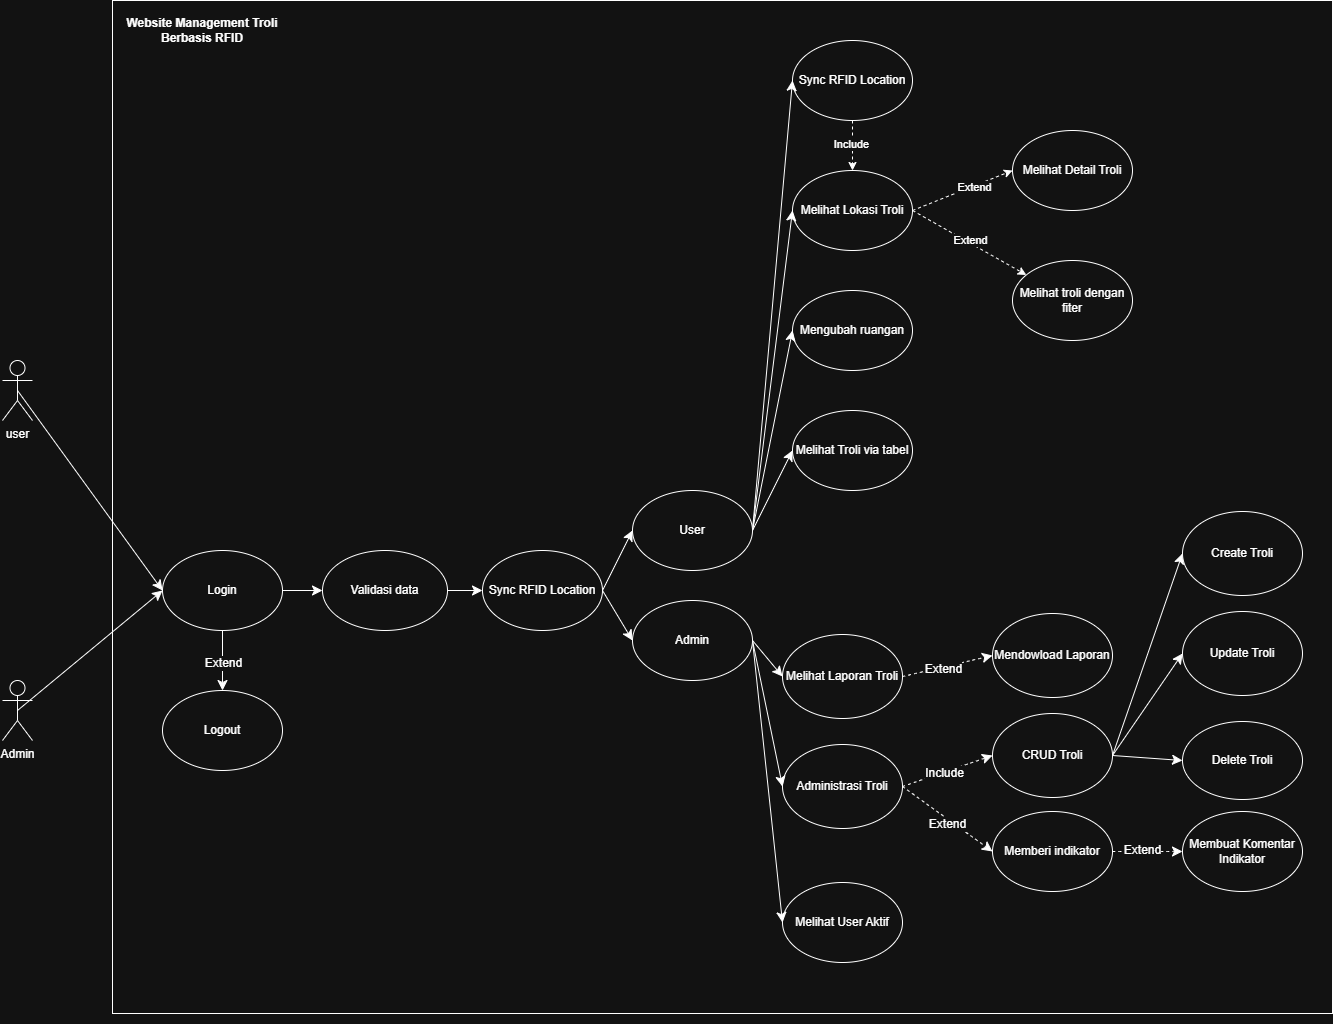 Website Management Troli
Berbasis RFID
Sync RFID Location
Include
Melihat Lokasi Troli
Extend
Melihat Detail Troli
Extend
Melihat troli dengan
fiter
Mengubah ruangan
Melihat Troli via tabel
user
Admin
Login
Extend
Logout
Validasi data
Sync RFID Location
User
Admin
Melihat Laporan Troli
Extend
Mendowload Laporan
Administrasi Troli
Include
CRUD Troli
Create Troli
Update Troli
Delete Troli
Extend
Memberi indikator
Extend
Membuat Komentar
Indikator
Melihat User Aktif